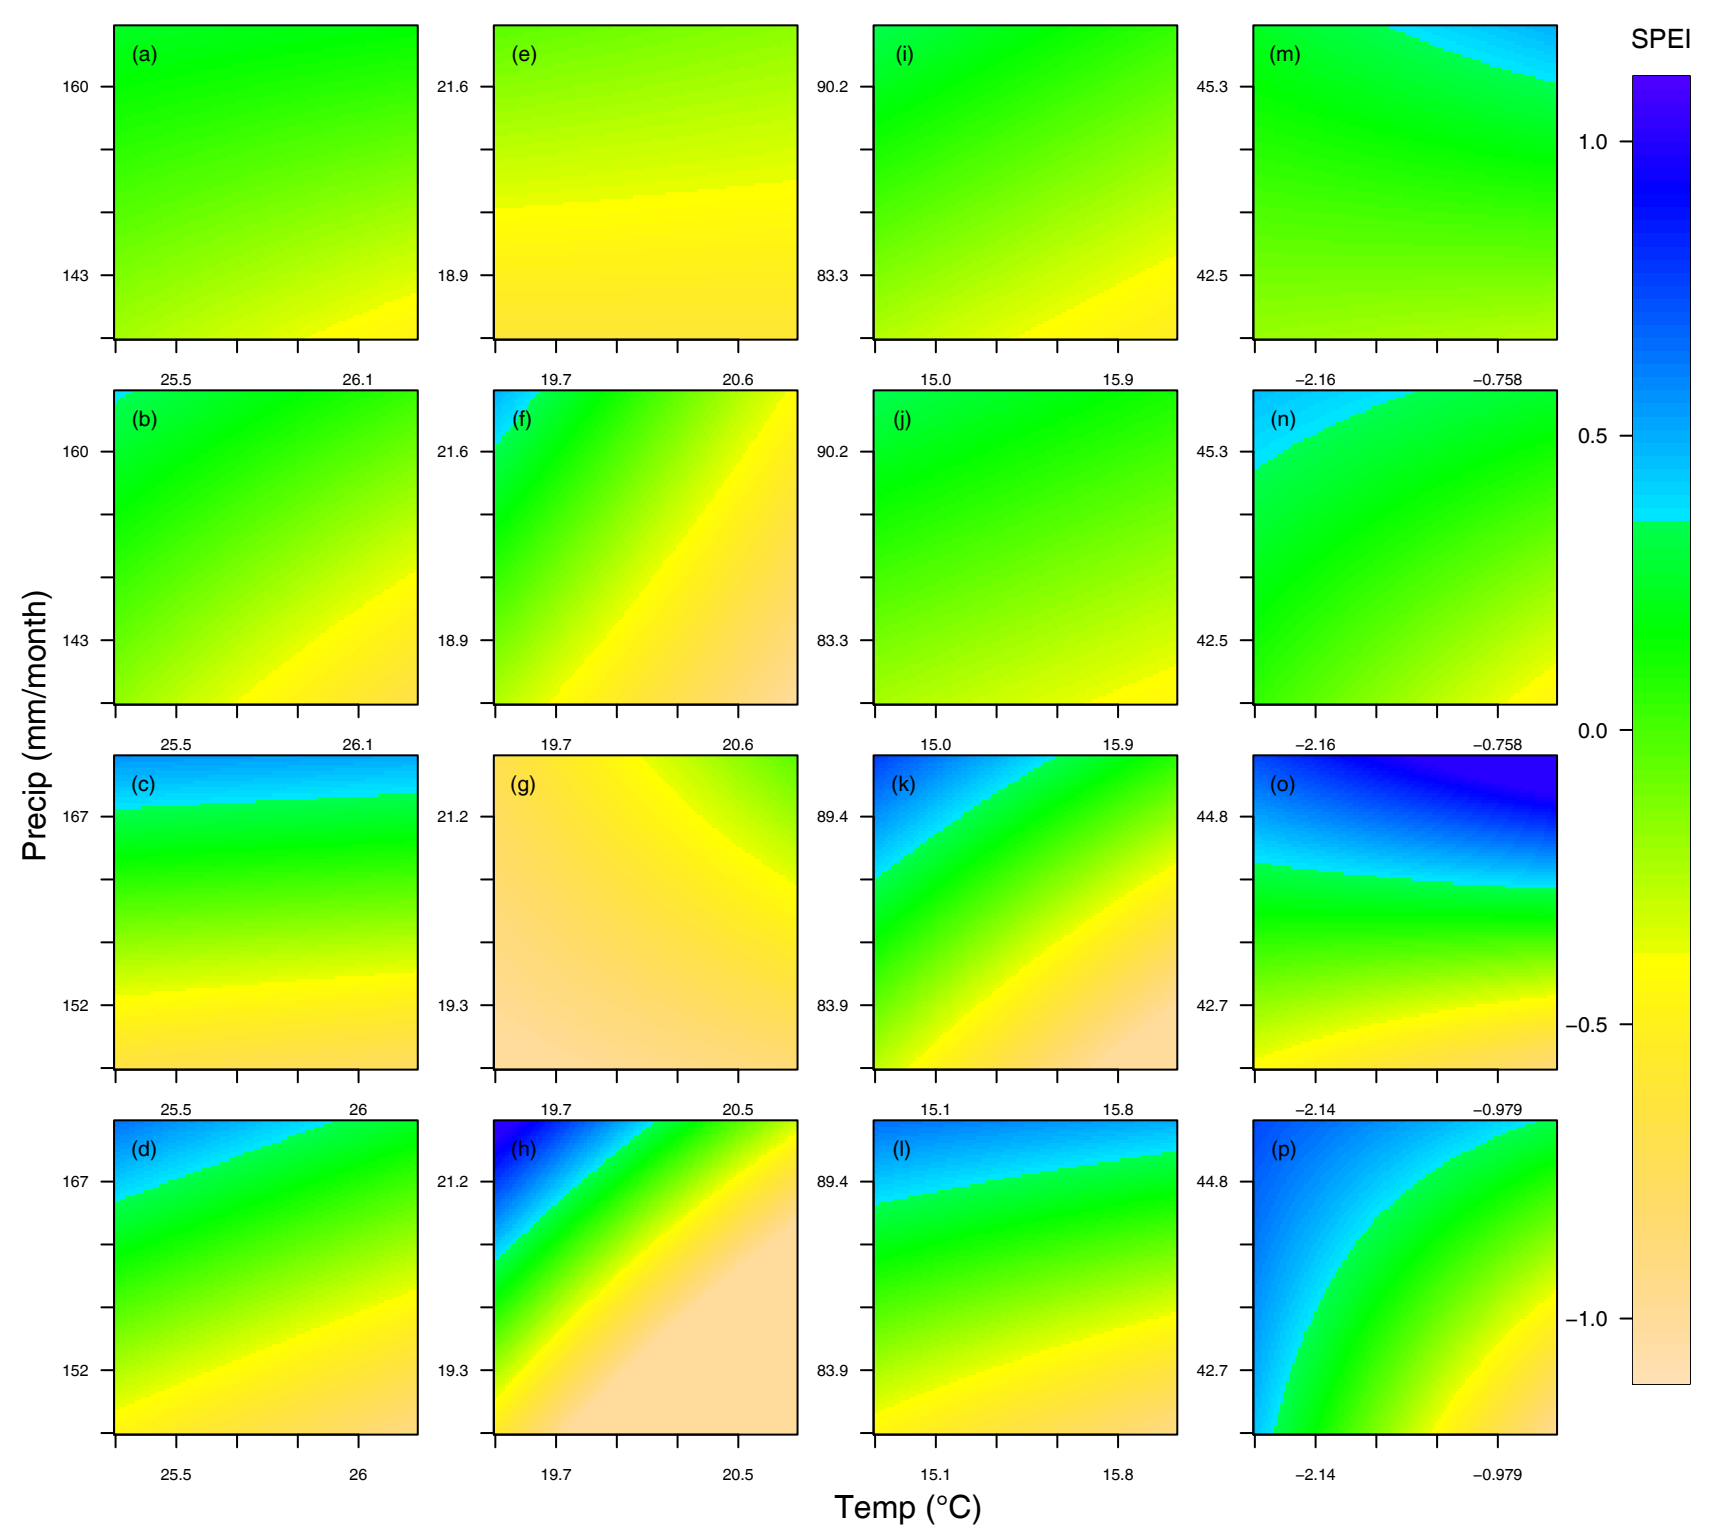 SPEI
(a) (e) (i) (m)
160 21.6 90.2 45.3
1.0
143 18.9 83.3 42.5
25.5 26.1 19.7 20.6 15.0 15.9 −2.16 −0.758
(b) (f) (j) (n)
0.5
160 21.6 90.2 45.3
143 18.9 83.3 42.5
0.0
25.5 26.1 19.7 20.6 15.0 15.9 −2.16 −0.758
Precip (mm/month)
(c) (g) (k) (o)
167 21.2 89.4 44.8
152 19.3 83.9 42.7
−0.5
25.5 26 19.7 20.5 15.1 15.8 −2.14 −0.979
(d) (h) (l) (p)
167 21.2 89.4 44.8
−1.0
152 19.3 83.9 42.7
25.5 26 19.7 20.5 15.1 15.8 −2.14 −0.979
Temp (°C)